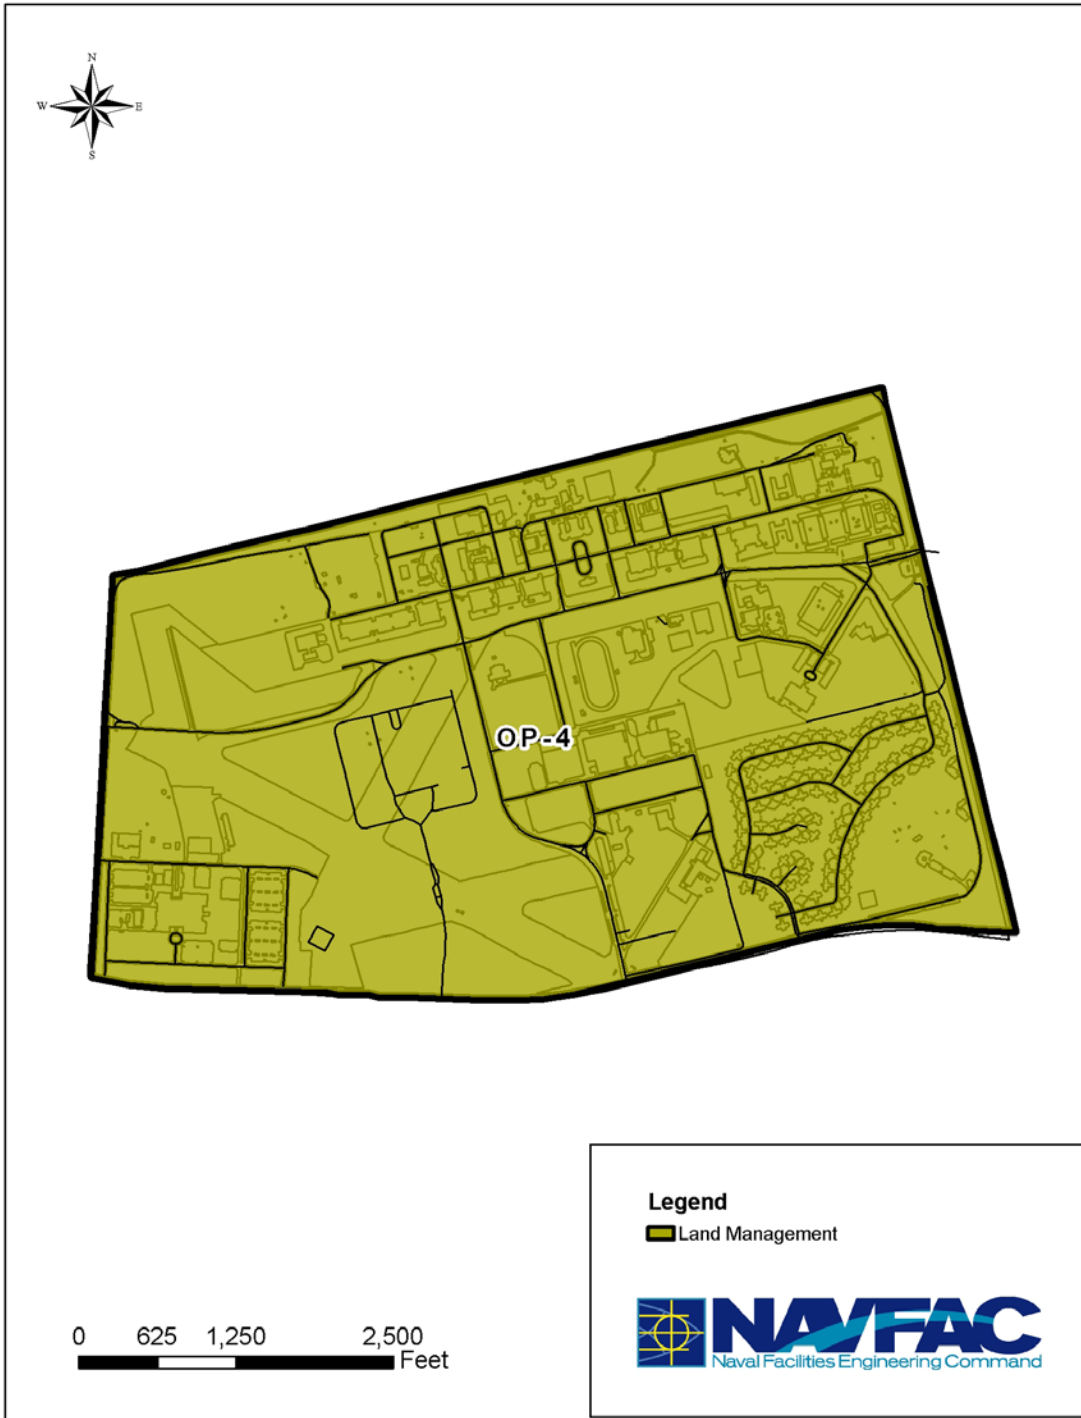 N
W E
S
OP-4
Legend
Land Management
NAVFAC
Naval Facilities Engineering Command
0 625 1,250 2,500
Feet